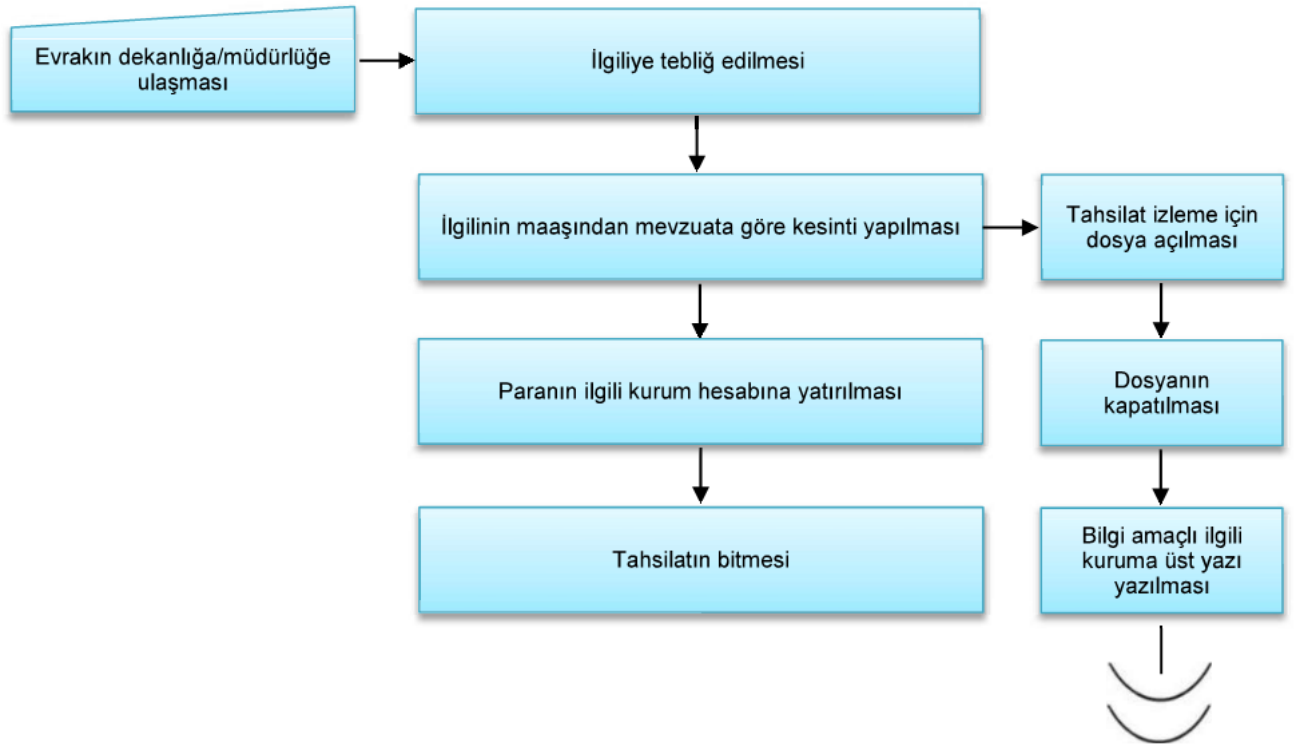 Evrakın dekanlığa/müdürlüğe
ulaşması
İlgiliye tebliğ edilmesi
İlgilinin maaşından mevzuata göre kesinti yapılması
Tahsilat izleme için
dosya açılması
Paranın ilgili kurum hesabına yatırılması
Dosyanın
kapatılması
Tahsilatın bitmesi
Bilgi amaçlı ilgili
kuruma üst yazı
yazılması